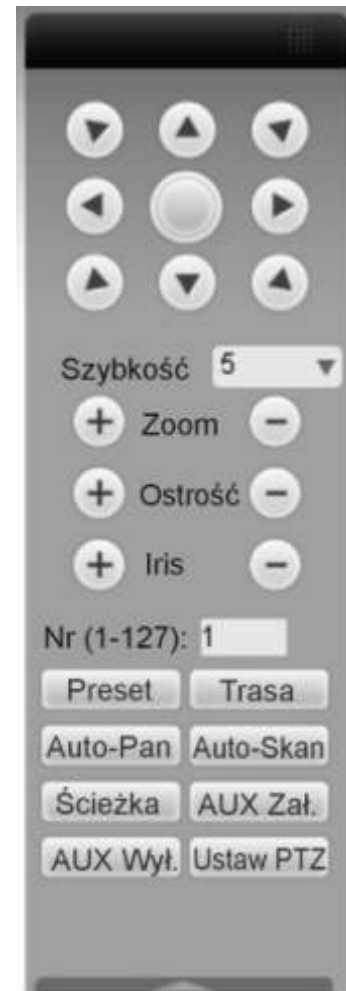 Szybkość 5
Zoom
Ostrość
Iris
Nr (1-127): 1
Preset Trasa
Auto-Pan Auto-Skan
Ścieżka AUX Zał.
AUX Wył. Ustaw PTZ